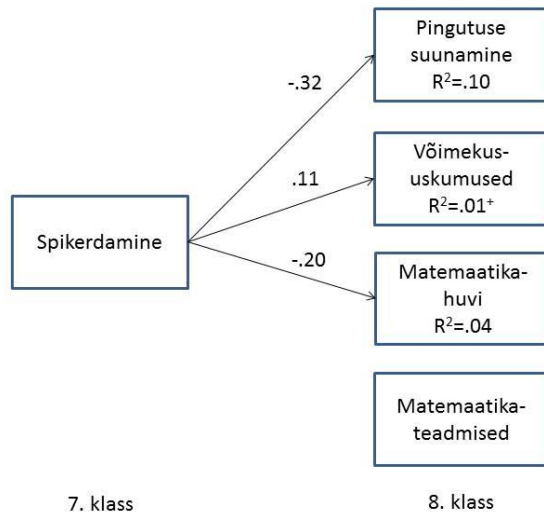 Pingutuse
suunamine
R²=.10
-.32
Võimekus-
uskumused
R²=.01⁺
.11
Spikerdamine
-.20
Matemaatika-
huvi
R²=.04
Matemaatika-
teadmised
7. klass
8. klass